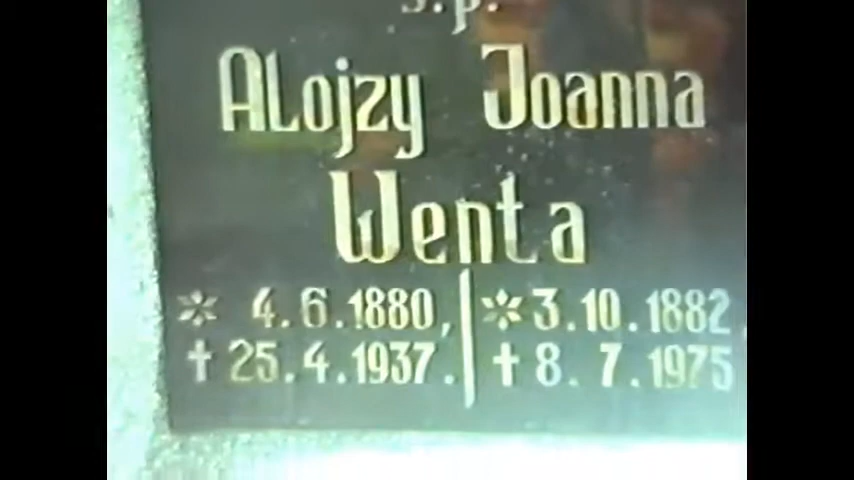 ś.p.
Alojzy Joanna
Wenta
* 4.6.1880, * 3.10.1882,
† 25.4.1937. † 8.7.1975